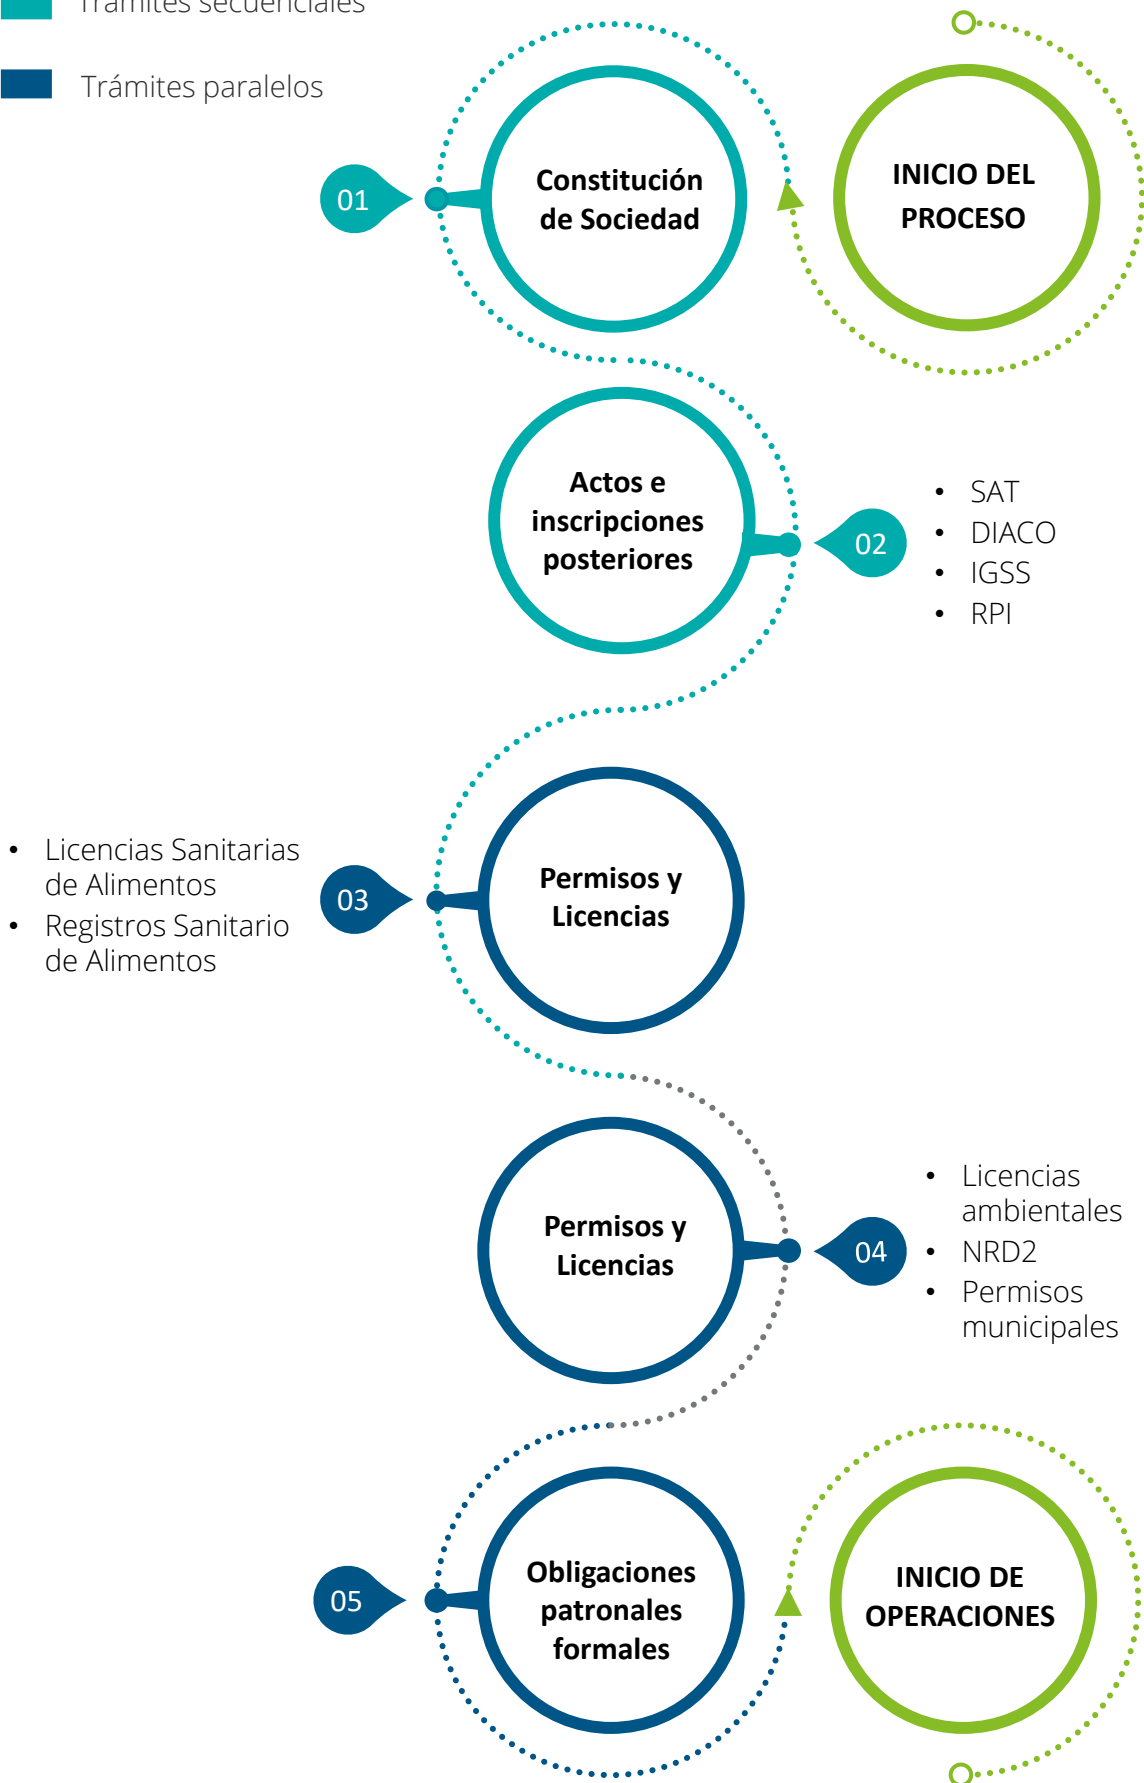 Trámites secuenciales
Trámites paralelos
INICIO DEL
PROCESO
01
Constitución
de Sociedad
Actos e
inscripciones
posteriores
02
• SAT
• DIACO
• IGSS
• RPI
• Licencias Sanitarias
de Alimentos
• Registros Sanitario
de Alimentos
03
Permisos y
Licencias
Permisos y
Licencias
04
• Licencias
ambientales
• NRD2
• Permisos
municipales
05
Obligaciones
patronales
formales
INICIO DE
OPERACIONES